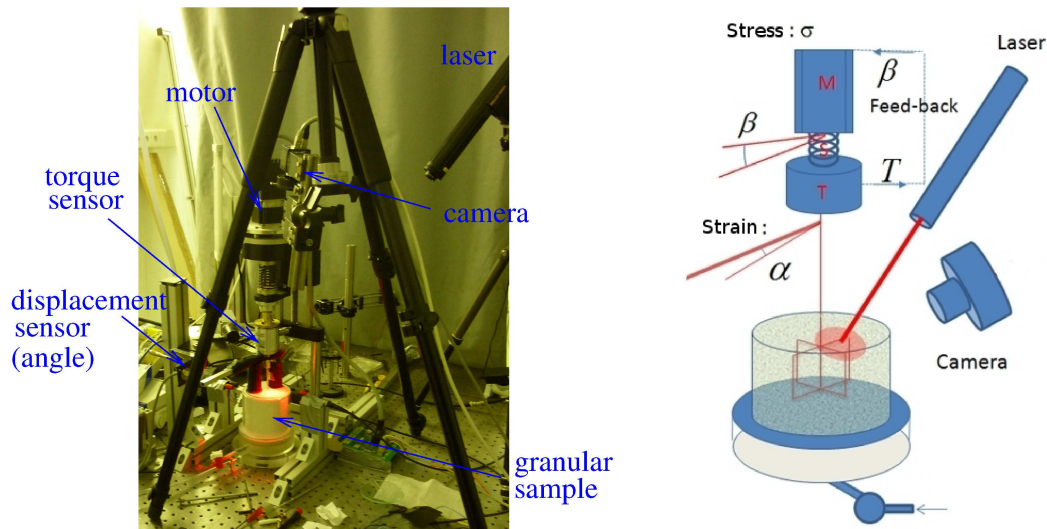 laser
motor
torque
sensor
camera
displacement
sensor
(angle)
granular
sample
Stress : σ
Laser
M
β
Feed-back
β
S
T
T
Strain :
α
Camera